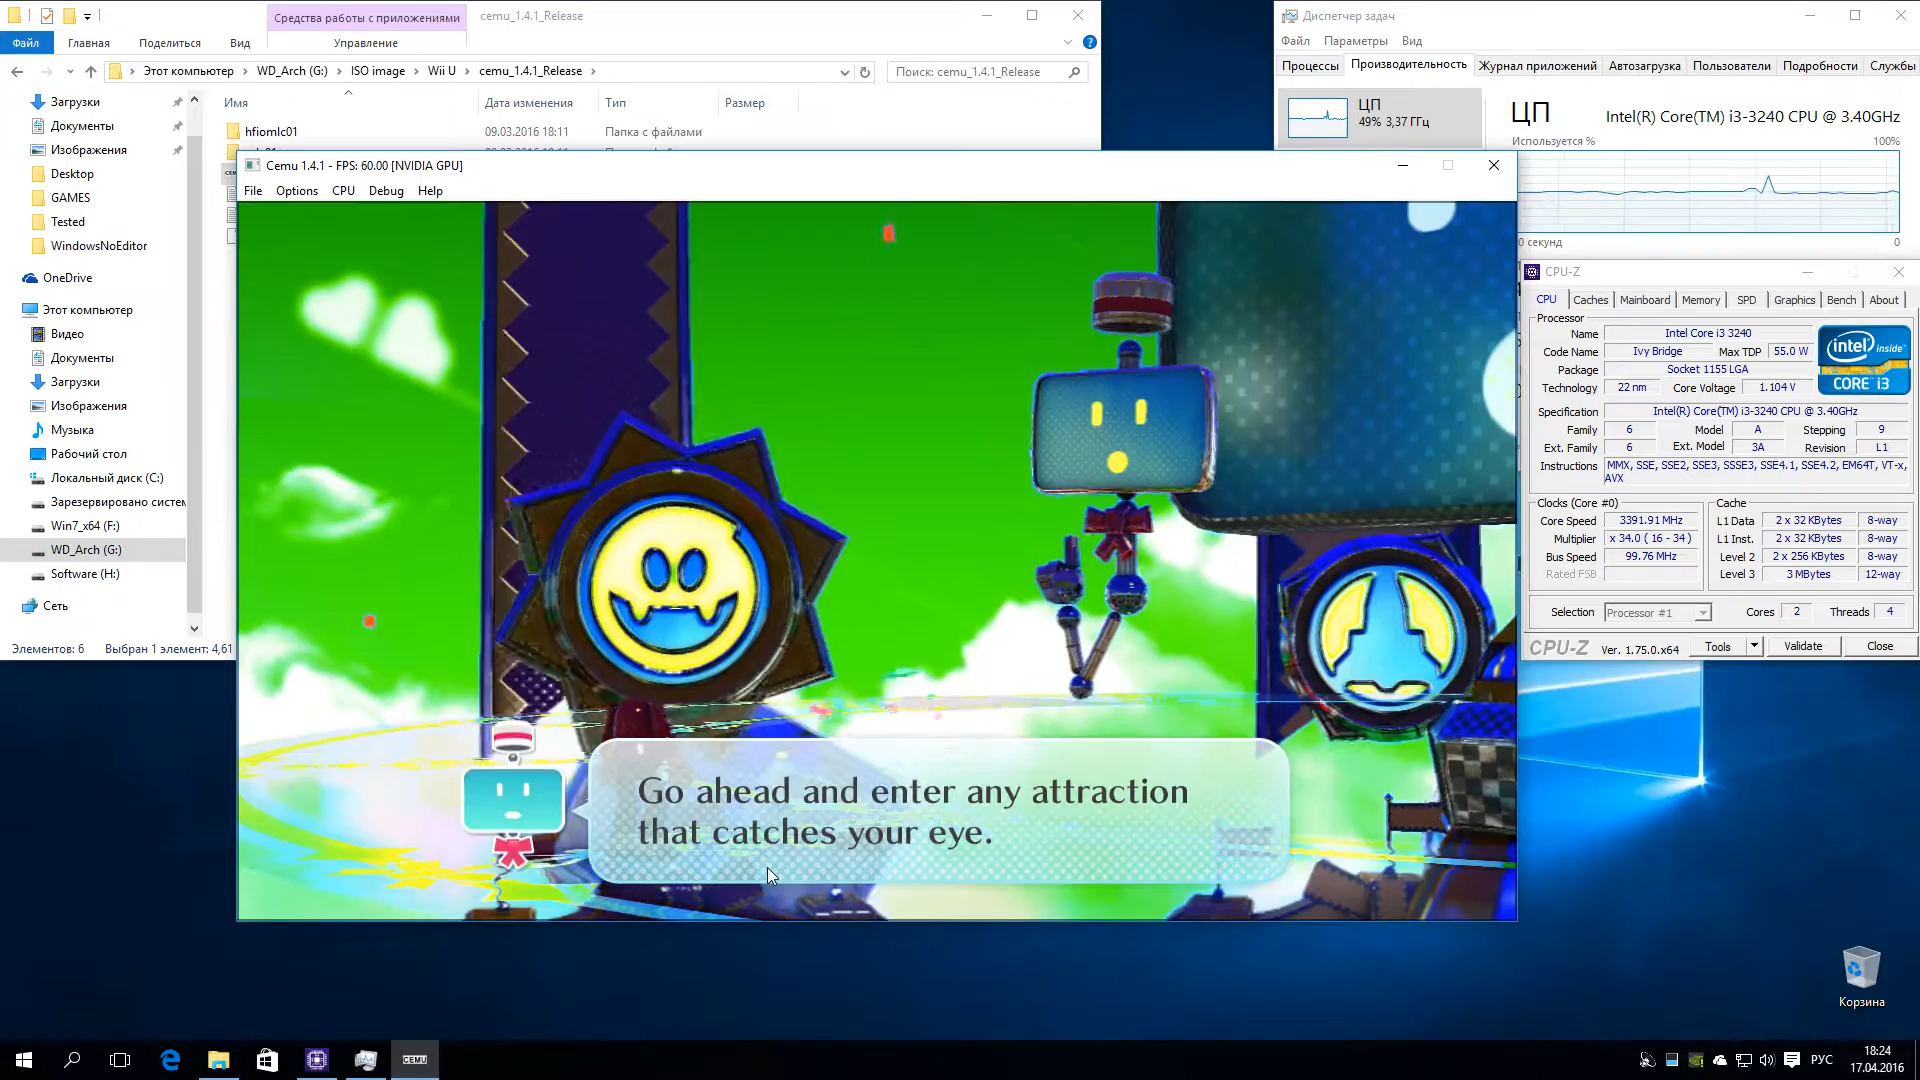 Средства работы с приложениями
cemu_1.4.1_Release
Файл
Главная
Поделиться
Вид
Управление
Этот компьютер
WD_Arch (G:)
ISO image
Wii U
cemu_1.4.1_Release
Поиск: cemu_1.4.1_Release
Загрузки
Документы
Изображения
Desktop
GAMES
Tested
WindowsNoEditor
OneDrive
Этот компьютер
Видео
Документы
Загрузки
Изображения
Музыка
Рабочий стол
Локальный диск (C:)
Зарезервировано систем
Win7_x64 (F:)
WD_Arch (G:)
Software (H:)
Сеть
Элементов: 6
Выбран 1 элемент: 4,61
Имя
Дата изменения
Тип
Размер
hfiomlc01
09.03.2016 18:11
Папка с файлами
Cemu 1.4.1 - FPS: 60.00 [NVIDIA GPU]
File
Options
CPU
Debug
Help
Go ahead and enter any attraction
that catches your eye.
Диспетчер задач
Файл
Параметры
Вид
Процессы
Производительность
Журнал приложений
Автозагрузка
Пользователи
Подробности
Службы
ЦП
49% 3,37 ГГц
ЦП
Intel(R) Core(TM) i3-3240 CPU @ 3.40GHz
Используется %
100%
0 секунд
0
CPU-Z
CPU
Caches
Mainboard
Memory
SPD
Graphics
Bench
About
Processor
Name
Intel Core i3 3240
Code Name
Ivy Bridge
Max TDP
55.0 W
Package
Socket 1155 LGA
Technology
22 nm
Core Voltage
1.104 V
intel inside
CORE i3
Specification
Intel(R) Core(TM) i3-3240 CPU @ 3.40GHz
Family
6
Model
A
Stepping
9
Ext. Family
6
Ext. Model
3A
Revision
L1
Instructions
MMX, SSE, SSE2, SSE3, SSSE3, SSE4.1, SSE4.2, EM64T, VT-x,
AVX
Clocks (Core #0)
Core Speed
3391.91 MHz
Multiplier
x 34.0 ( 16 - 34 )
Bus Speed
99.76 MHz
Rated FSB
Cache
L1 Data
2 x 32 KBytes
8-way
L1 Inst.
2 x 32 KBytes
8-way
Level 2
2 x 256 KBytes
8-way
Level 3
3 MBytes
12-way
Selection
Processor #1
Cores
2
Threads
4
CPU-Z
Ver. 1.75.0.x64
Tools
Validate
Close
Корзина
CEMU
РУС
18:24
17.04.2016